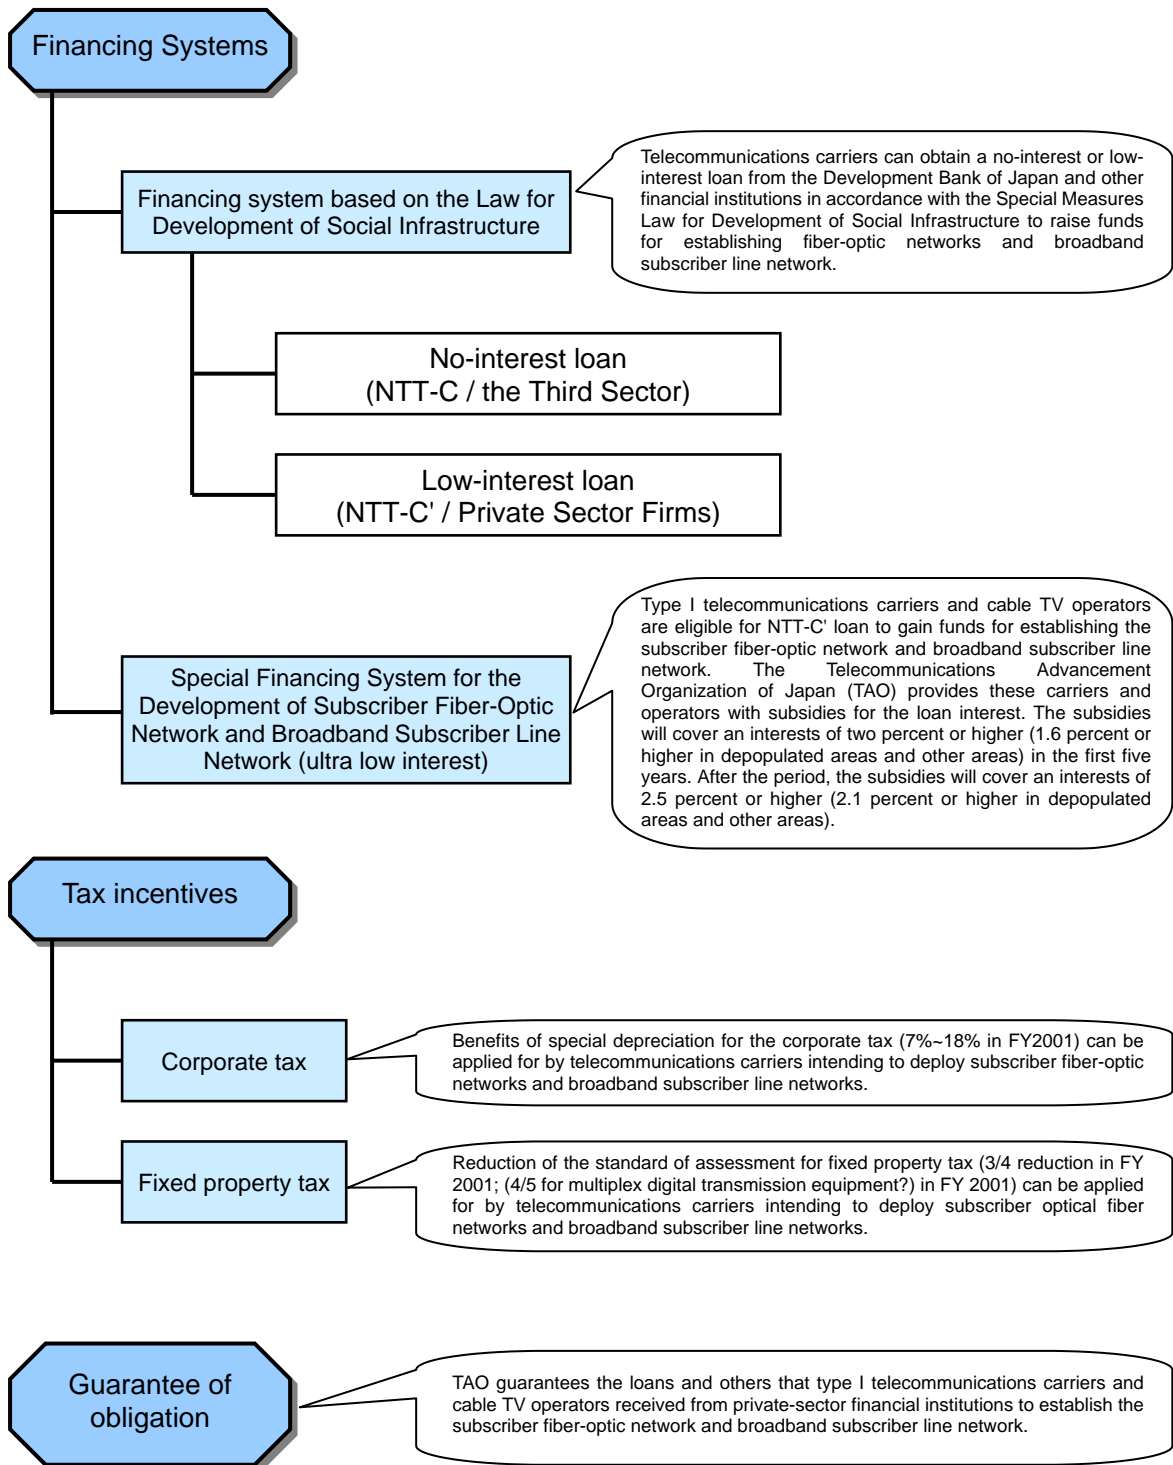 Financing Systems
Financing system based on the Law for
Development of Social Infrastructure
Telecommunications carriers can obtain a no-interest or low-
interest loan from the Development Bank of Japan and other
financial institutions in accordance with the Special Measures
Law for Development of Social Infrastructure to raise funds
for establishing fiber-optic networks and broadband
subscriber line network.
No-interest loan
(NTT-C / the Third Sector)
Low-interest loan
(NTT-C' / Private Sector Firms)
Special Financing System for the
Development of Subscriber Fiber-Optic
Network and Broadband Subscriber Line
Network (ultra low interest)
Type I telecommunications carriers and cable TV operators
are eligible for NTT-C' loan to gain funds for establishing the
subscriber fiber-optic network and broadband subscriber line
network. The Telecommunications Advancement
Organization of Japan (TAO) provides these carriers and
operators with subsidies for the loan interest. The subsidies
will cover an interests of two percent or higher (1.6 percent or
higher in depopulated areas and other areas) in the first five
years. After the period, the subsidies will cover an interests of
2.5 percent or higher (2.1 percent or higher in depopulated
areas and other areas).
Tax incentives
Corporate tax
Benefits of special depreciation for the corporate tax (7%~18% in FY2001) can be
applied for by telecommunications carriers intending to deploy subscriber fiber-optic
networks and broadband subscriber line networks.
Fixed property tax
Reduction of the standard of assessment for fixed property tax (3/4 reduction in FY
2001; (4/5 for multiplex digital transmission equipment?) in FY 2001) can be applied
for by telecommunications carriers intending to deploy subscriber optical fiber
networks and broadband subscriber line networks.
Guarantee of
obligation
TAO guarantees the loans and others that type I telecommunications carriers and
cable TV operators received from private-sector financial institutions to establish the
subscriber fiber-optic network and broadband subscriber line network.